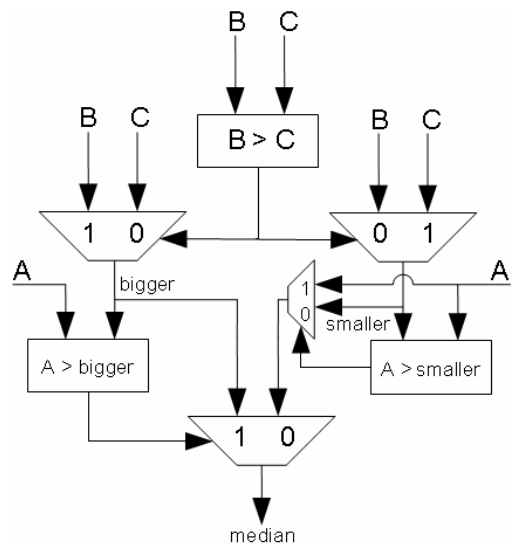 B C
B > C
B C
B C
1 0
0 1
A
bigger
1
0
smaller
A
A > bigger
A > smaller
1 0
median